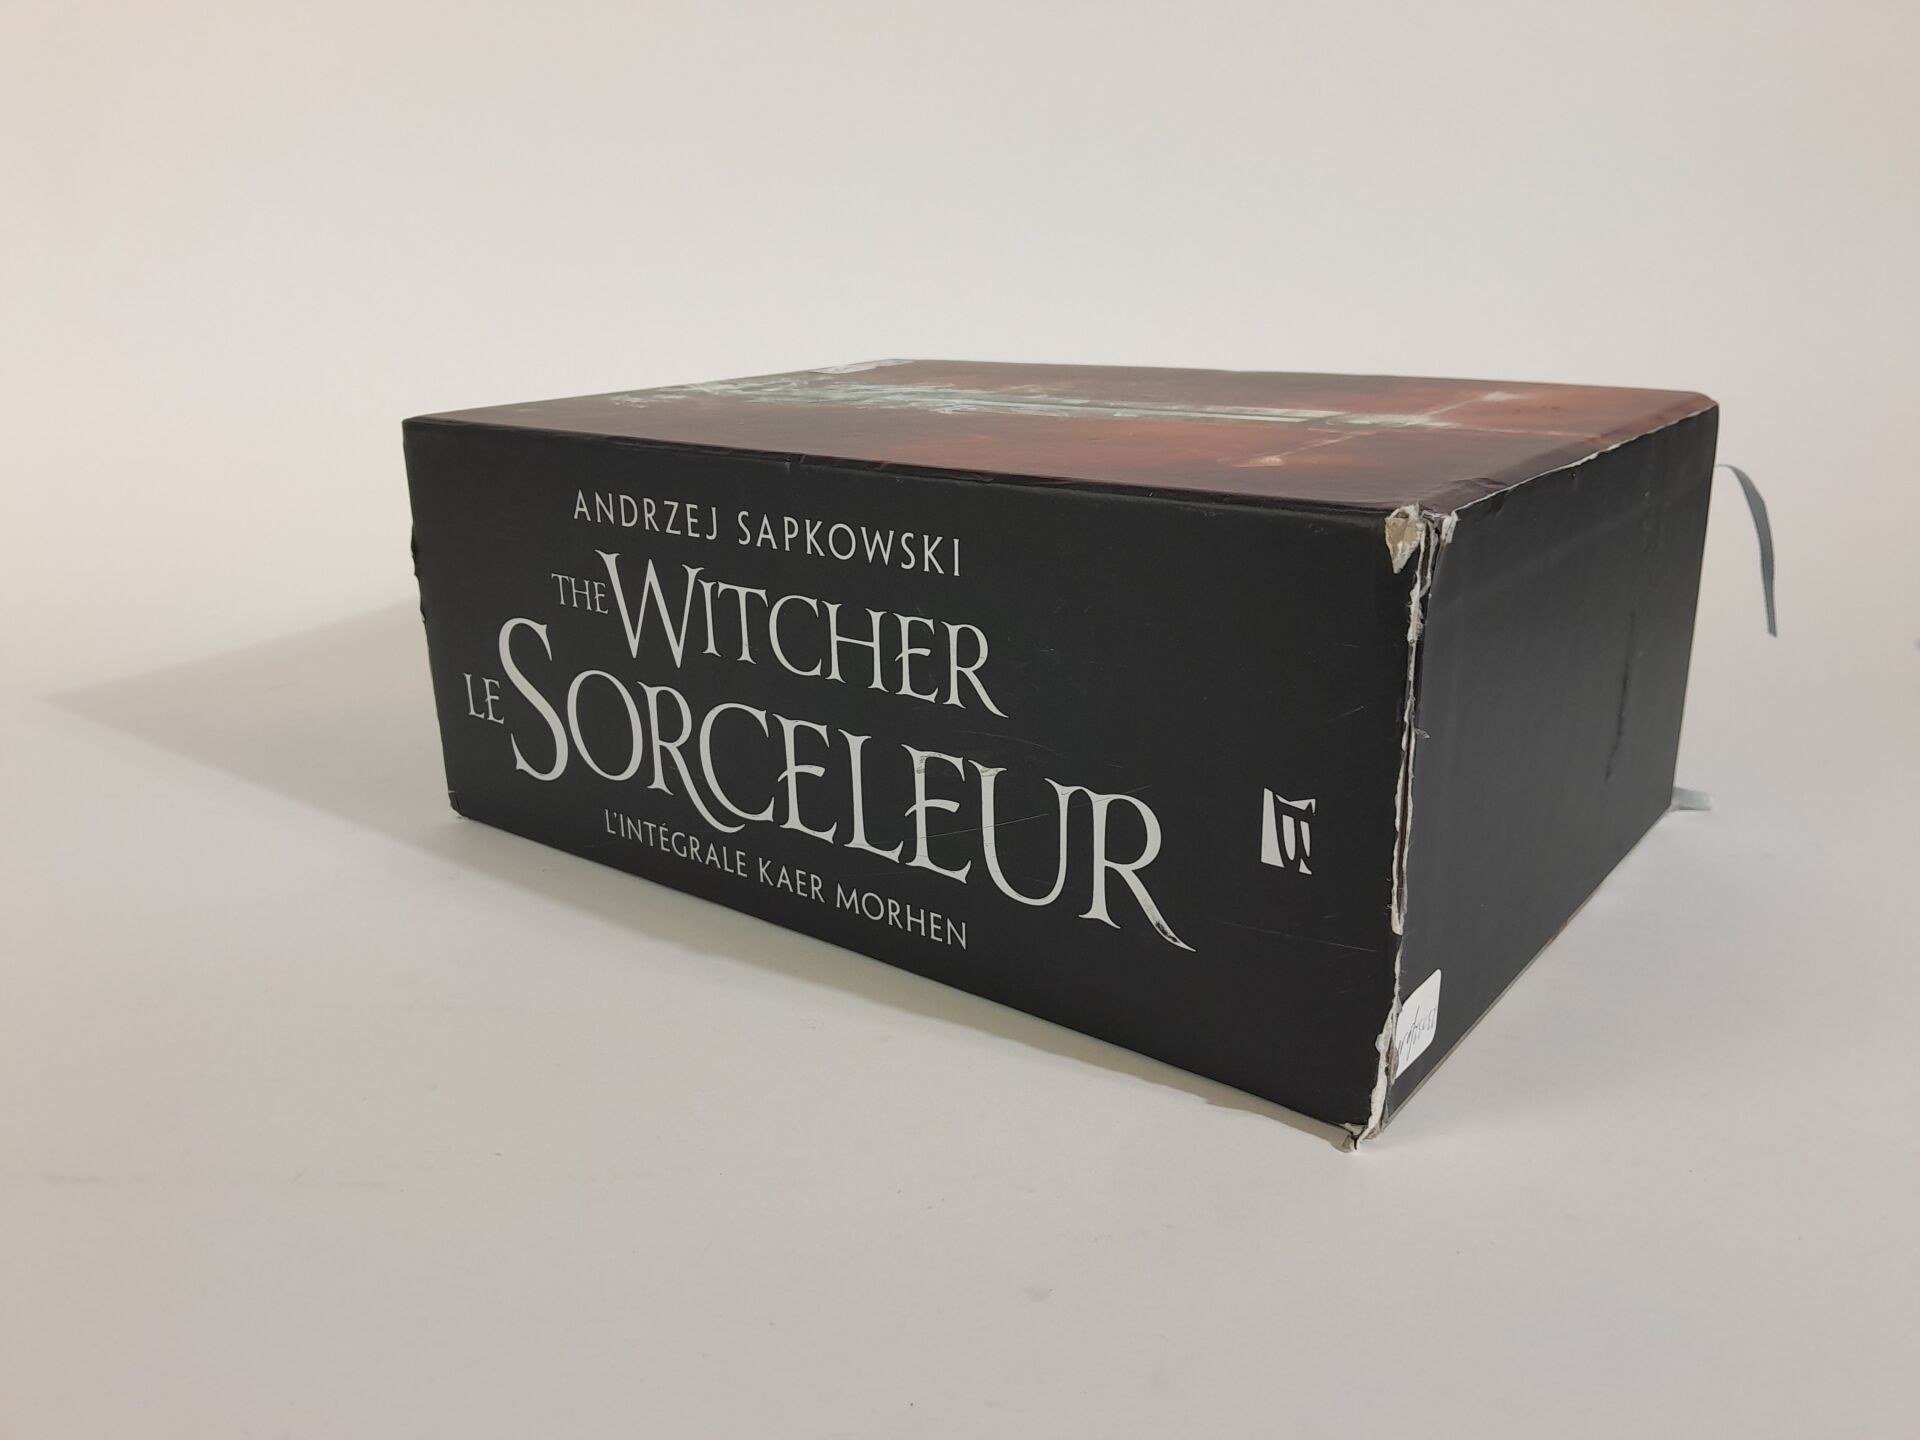 ANDRZEJ SAPKOWSKI
THE WITCHER
LE SORCELEUR
L'INTÉGRALE KAER MORHEN